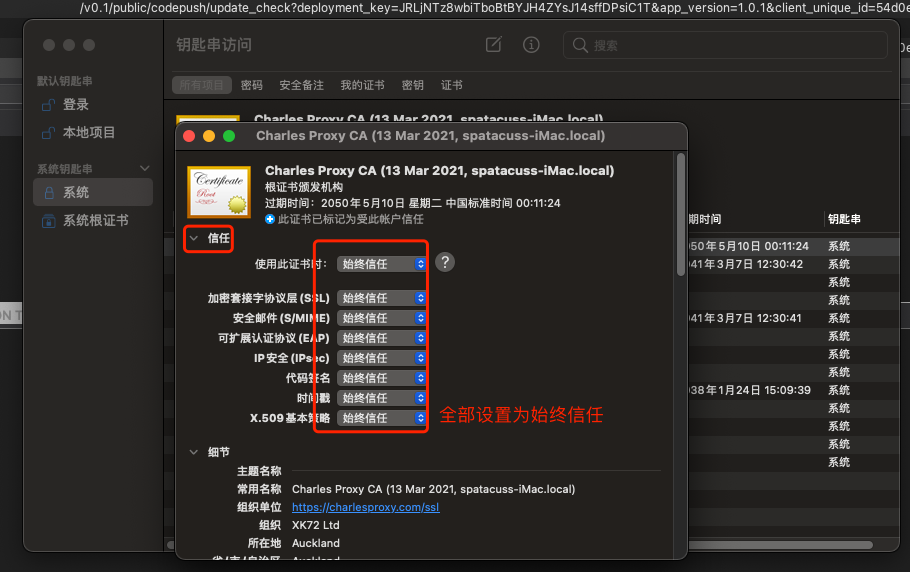 /v0.1/public/codepush/update_check?deployment_key=JRLjNTz8wbiTboBtBYJH4ZYsJ14sffDPsiC1T&app_version=1.0.1&client_unique_id=54d0e
钥匙串访问
搜索
默认钥匙串
登录
本地项目
系统钥匙串
系统
系统根证书
所有项目 密码 安全备注 我的证书 密钥 证书
Charles Proxy CA (13 Mar 2021, spatacuss-iMac.local)
Charles Proxy CA (13 Mar 2021, spatacuss-iMac.local)
Charles Proxy CA (13 Mar 2021, spatacuss-iMac.local)
根证书颁发机构
过期时间：2050年5月10日 星期二 中国标准时间 00:11:24
此证书已标记为受此帐户信任
Certificate
Root
信任
使用此证书时： 始终信任 ?
加密套接字协议层 (SSL) 始终信任
安全邮件 (S/MIME) 始终信任
可扩展认证协议 (EAP) 始终信任
IP 安全 (IPsec) 始终信任
代码签名 始终信任
时间戳 始终信任
X.509 基本策略 始终信任
全部设置为始终信任
细节
主题名称
常用名称 Charles Proxy CA (13 Mar 2021, spatacuss-iMac.local)
组织单位 https://charlesproxy.com/ssl
组织 XK72 Ltd
所在地 Auckland
省/市/自治区 Auckland
期时间 钥匙串
050年5月10日 00:11:24 系统
041年3月7日 12:30:42 系统
系统
系统
041年3月7日 12:30:41 系统
系统
系统
系统
038年1月24日 15:09:39 系统
系统
系统
系统
系统
ON T